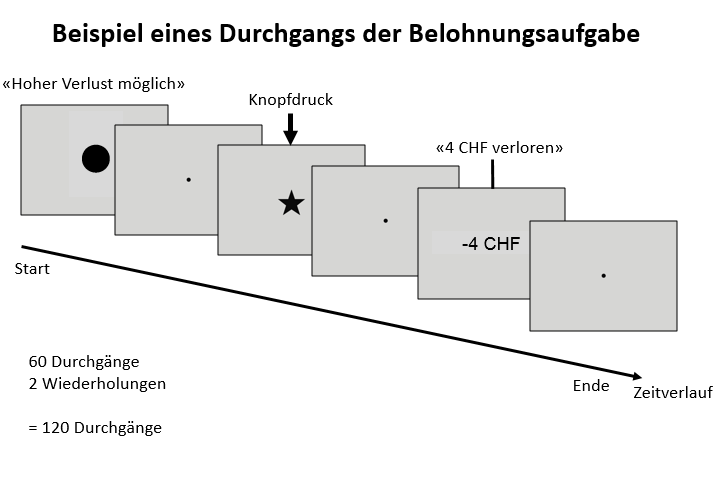 Beispiel eines Durchgangs der Belohnungsaufgabe
«Hoher Verlust möglich»
Knopfdruck
«4 CHF verloren»
-4 CHF
Start
60 Durchgänge
2 Wiederholungen
= 120 Durchgänge
Ende
Zeitverlauf